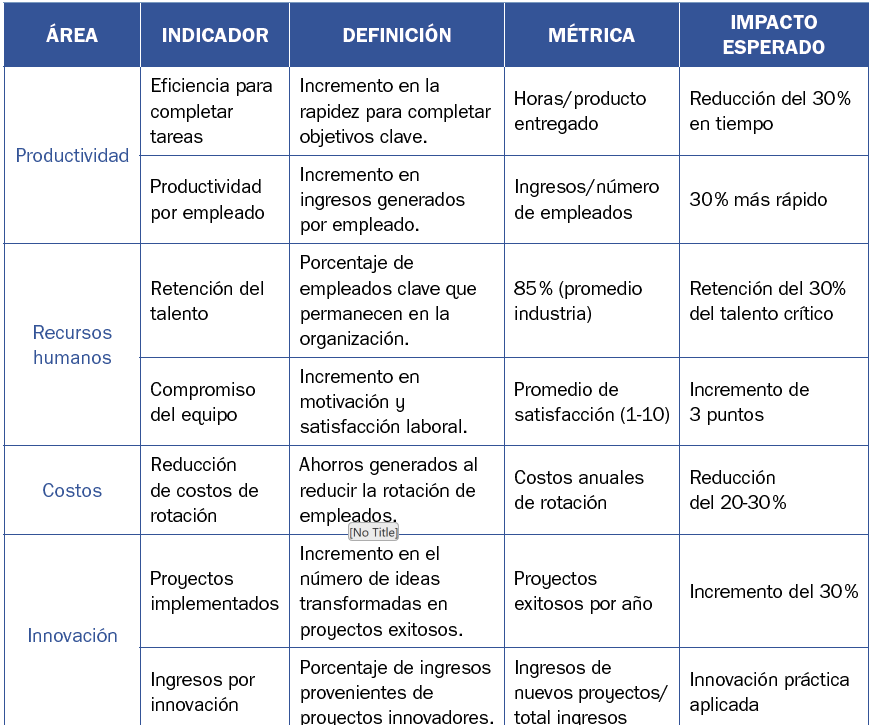 ÁREA
INDICADOR
DEFINICIÓN
MÉTRICA
IMPACTO
ESPERADO
Productividad
Eficiencia para
completar
tareas
Incremento en la
rapidez para completar
objetivos clave.
Horas/producto
entregado
Reducción del 30%
en tiempo
Productividad
por empleado
Incremento en
ingresos generados
por empleado.
Ingresos/número
de empleados
30% más rápido
Recursos
humanos
Retención del
talento
Porcentaje de
empleados clave que
permanecen en la
organización.
85% (promedio
industria)
Retención del 30%
del talento crítico
Compromiso
del equipo
Incremento en
motivación y
satisfacción laboral.
Promedio de
satisfacción (1-10)
Incremento de
3 puntos
Costos
Reducción
de costos de
rotación
Ahorros generados al
reducir la rotación de
empleados.
Costos anuales
de rotación
Reducción
del 20-30%
[No Title]
Innovación
Proyectos
implementados
Incremento en el
número de ideas
transformadas en
proyectos exitosos.
Proyectos
exitosos por año
Incremento del 30%
Ingresos por
innovación
Porcentaje de ingresos
provenientes de
proyectos innovadores.
Ingresos de
nuevos proyectos/
total ingresos
Innovación práctica
aplicada